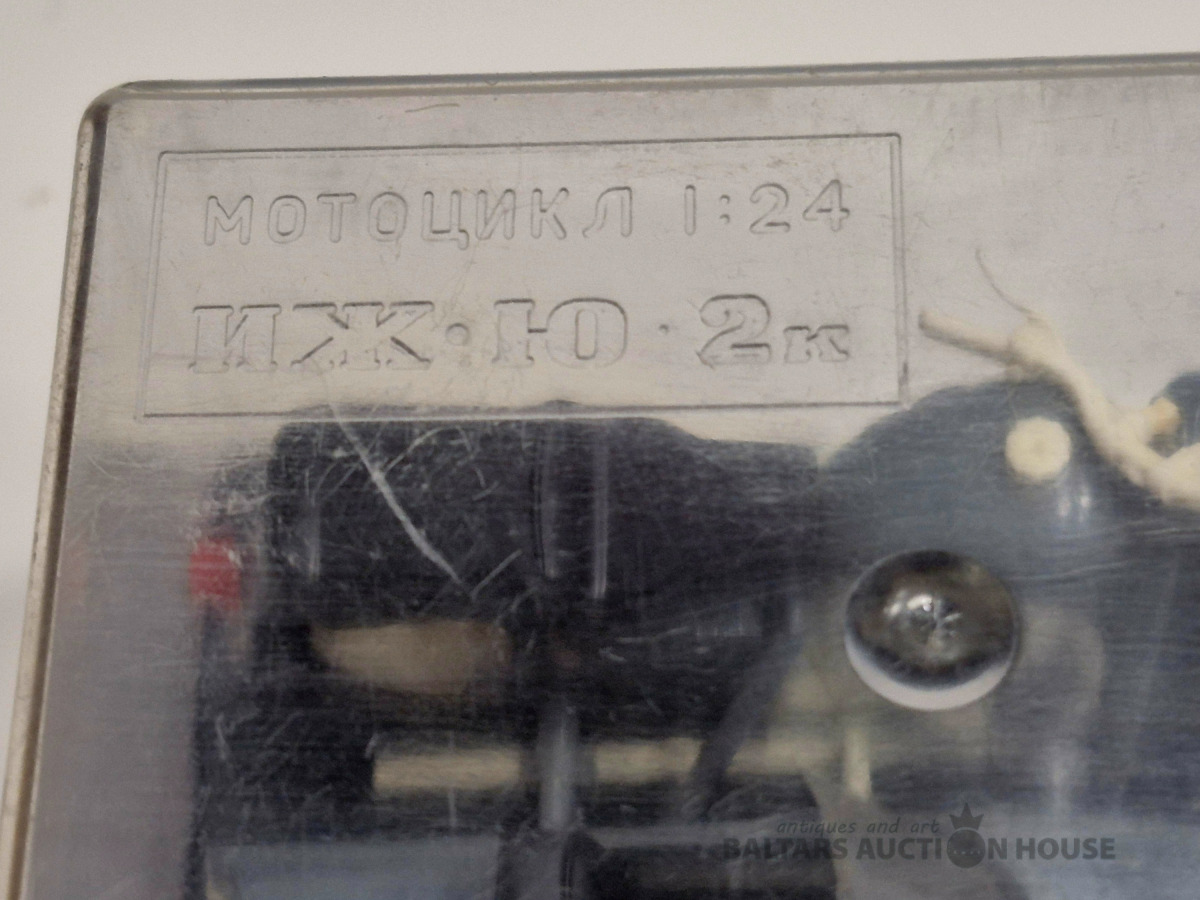 МОТОЦИКЛ 1:24
ИЖ·Ю·2к
antiques and art
BALTARS AUCTION HOUSE